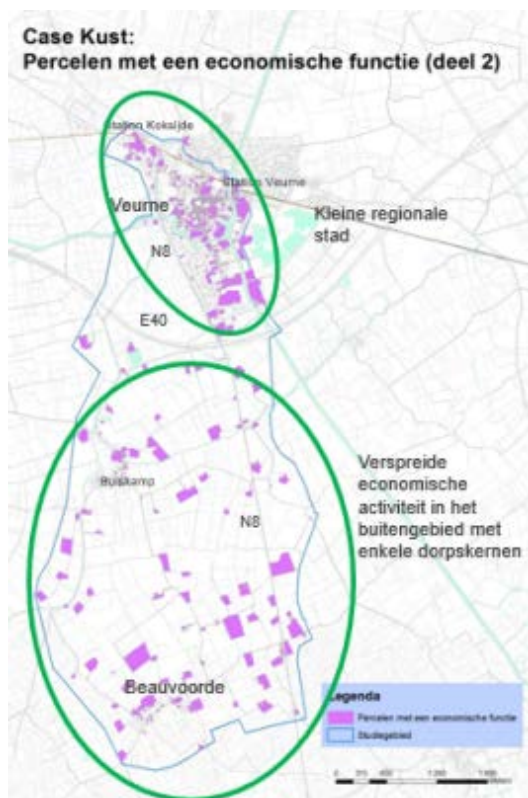 Case Kust:
Percelen met een economische functie (deel 2)
Station Koksijde
Station Veurne
Veurne
Kleine regionale
stad
N8
E40
Verspreide
economische
activiteit in het
buitengebied met
enkele dorpskernen
Bulskamp
N8
Beauvoorde
Legenda
Percelen met een economische functie
Studiegebied